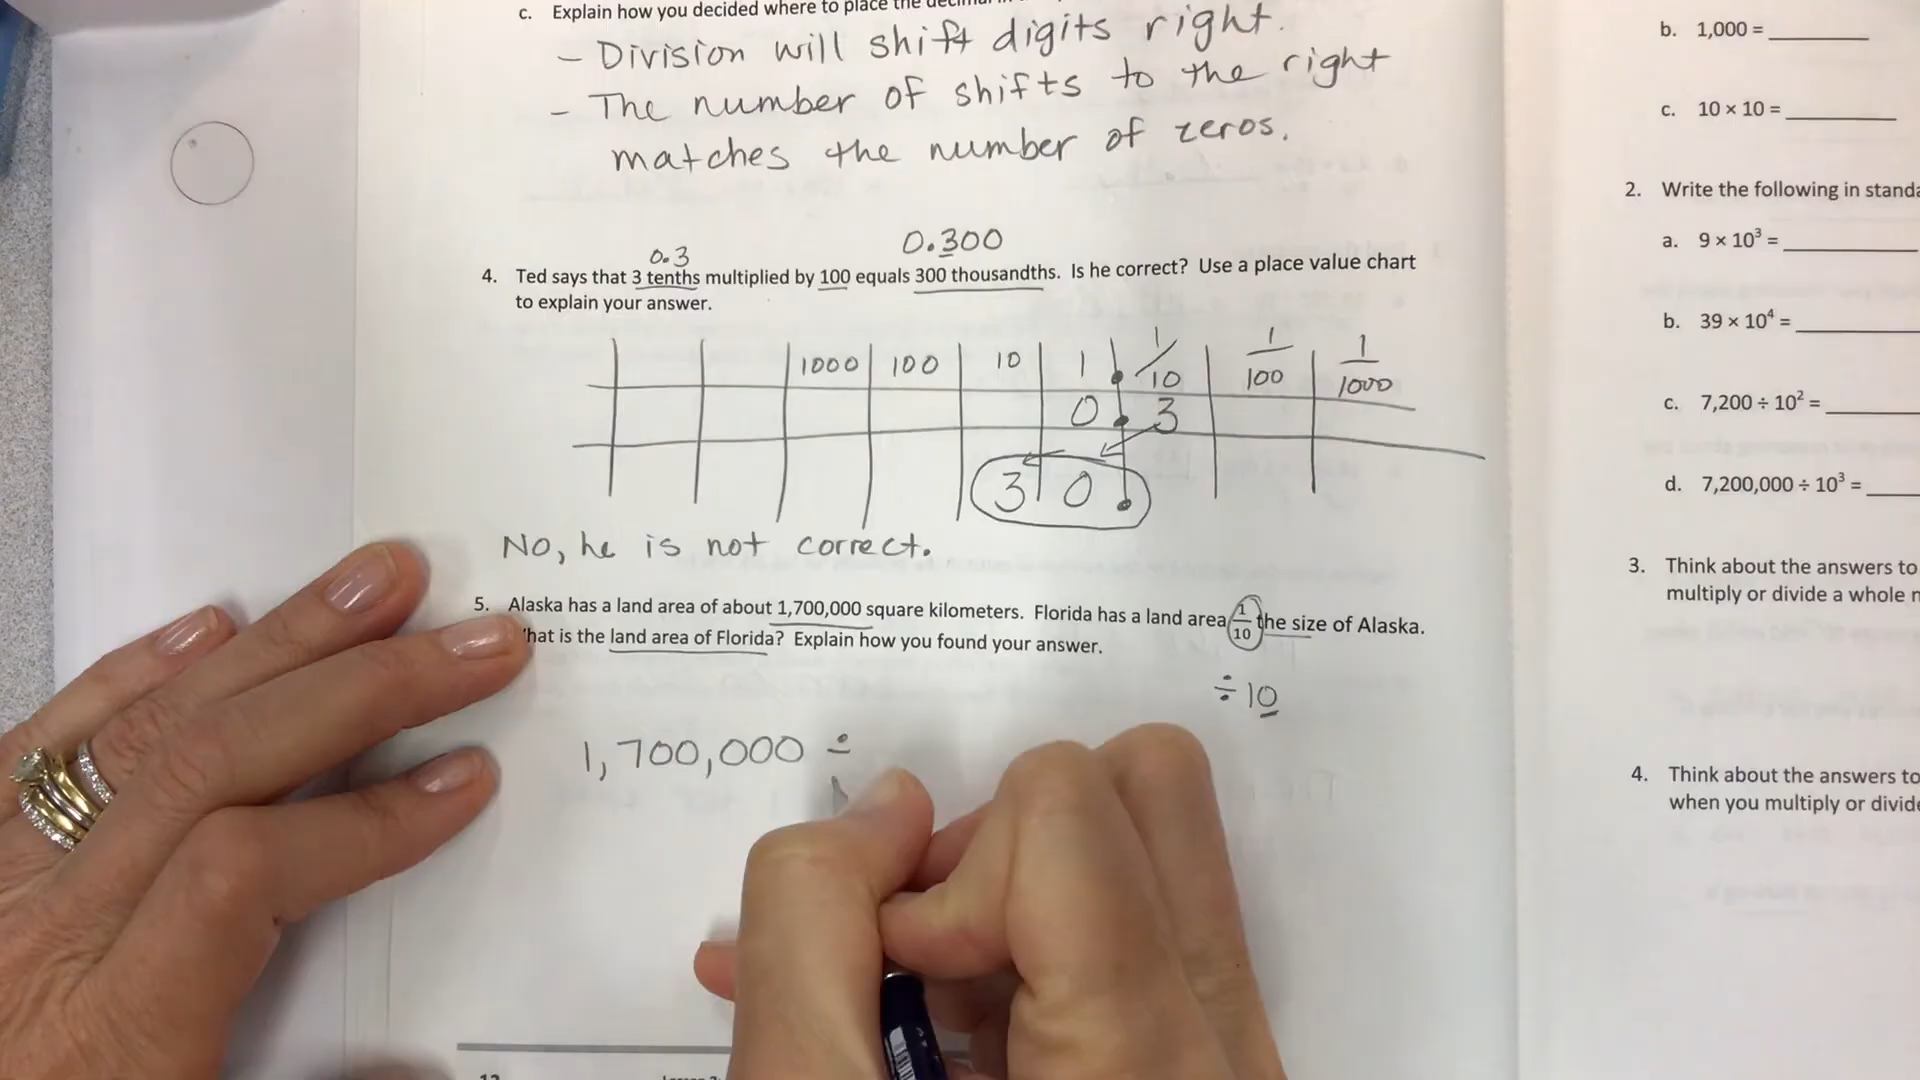 c. Explain how you decided where to place the decimal in
– Division will shift digits right.
– The number of shifts to the right
matches the number of zeros.
0.3
0.300
4. Ted says that 3 tenths multiplied by 100 equals 300 thousandths. Is he correct? Use a place value chart
to explain your answer.
1000 100 10 1 . 1/10 1/100 1/1000
0 . 3
3 0 .
No, he is not correct.
5. Alaska has a land area of about 1,700,000 square kilometers. Florida has a land area 1/10 the size of Alaska.
hat is the land area of Florida? Explain how you found your answer.
÷ 10
1,700,000 ÷
b. 1,000 =
c. 10 × 10 =
2. Write the following in standa
a. 9 × 10³ =
b. 39 × 10⁴ =
c. 7,200 ÷ 10² =
d. 7,200,000 ÷ 10³ =
3. Think about the answers to
multiply or divide a whole n
4. Think about the answers to
when you multiply or divide